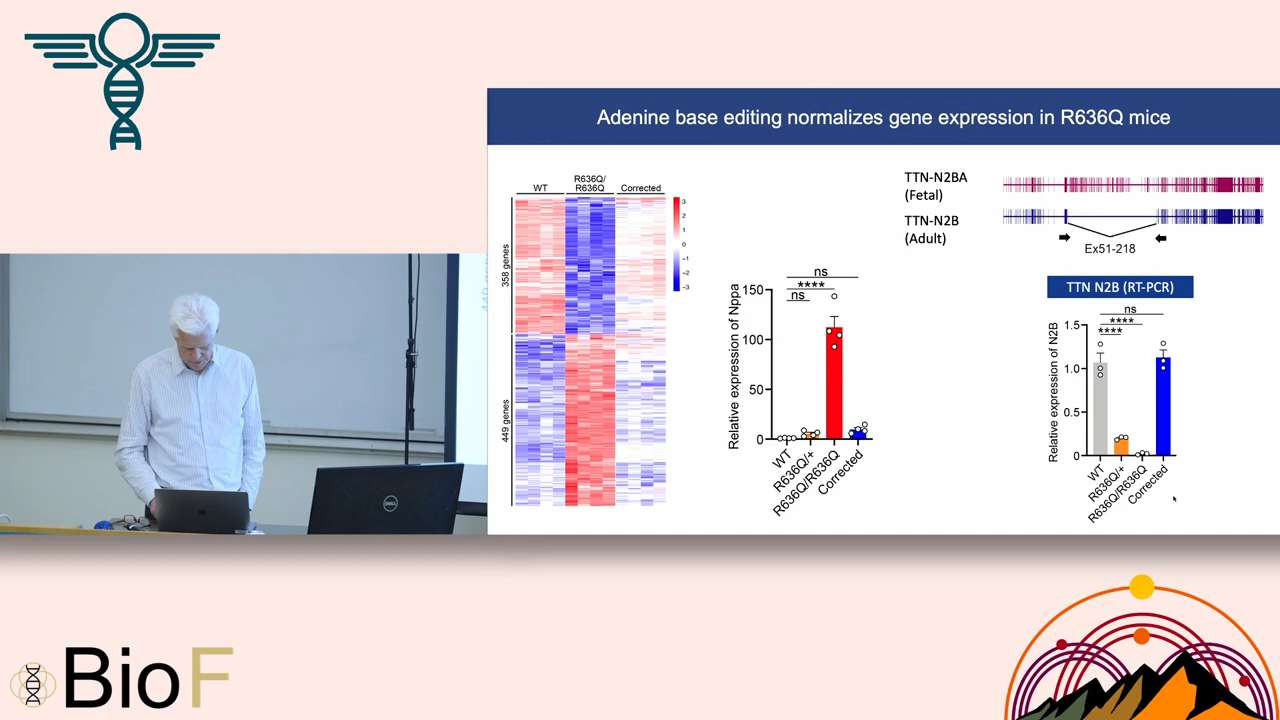 Adenine base editing normalizes gene expression in R636Q mice
WT
R636Q/
R636Q/
Corrected
358 genes
449 genes
3
2
1
0
−1
−2
−3
Relative expression of Nppa
150
100
50
0
ns
****
ns
WT
R636Q/+
R636Q/R636Q
Corrected
TTN-N2BA
(Fetal)
TTN-N2B
(Adult)
Ex51-218
TTN N2B (RT-PCR)
Relative expression of N2B
1.5
1.0
0.5
0
ns
****
****
WT
R636Q/+
R636Q/R636Q
Corrected
DELL
BioF